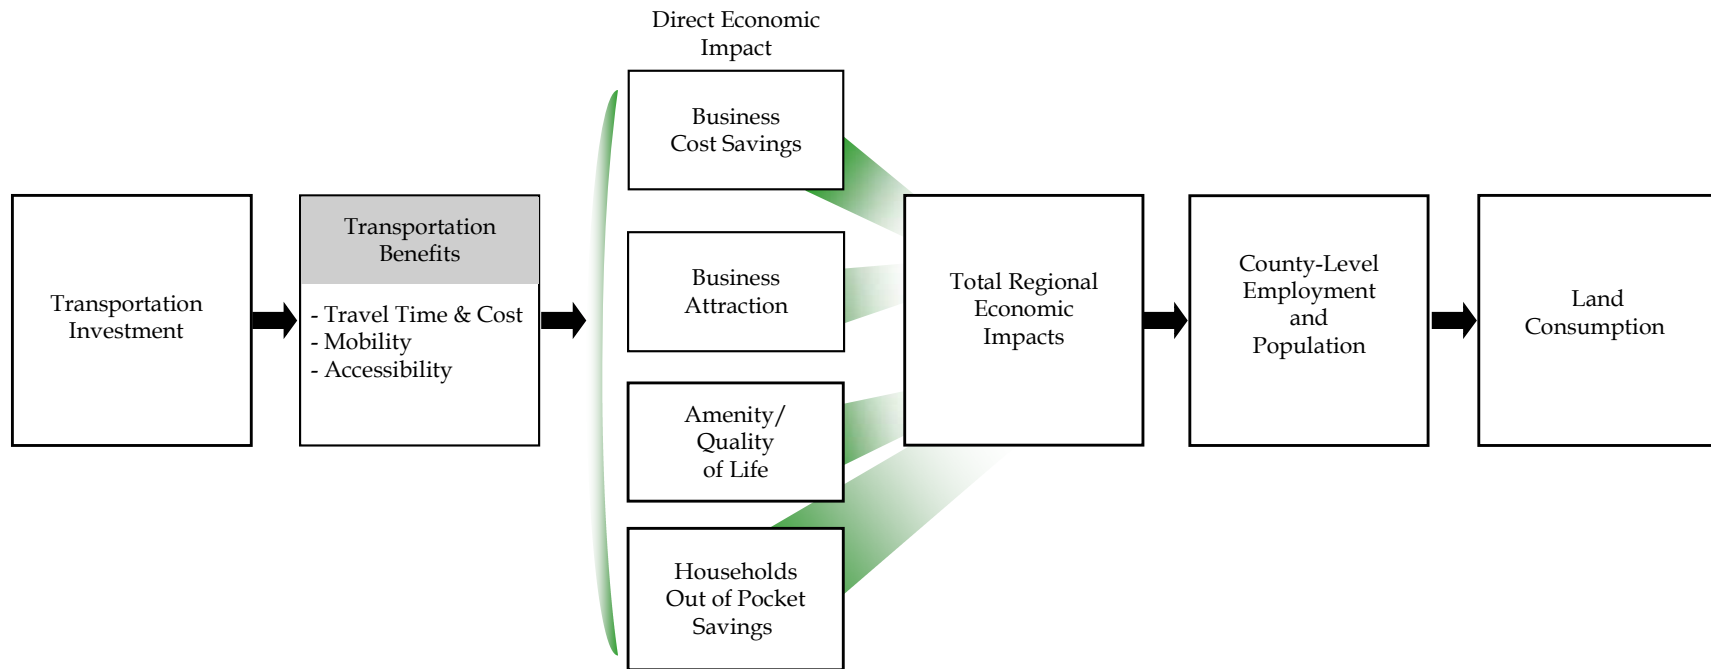 Direct Economic
Impact
Business
Cost Savings
Transportation
Investment
Transportation
Benefits
- Travel Time & Cost
- Mobility
- Accessibility
Business
Attraction
Amenity/
Quality
of Life
Households
Out of Pocket
Savings
Total Regional
Economic
Impacts
County-Level
Employment
and
Population
Land
Consumption